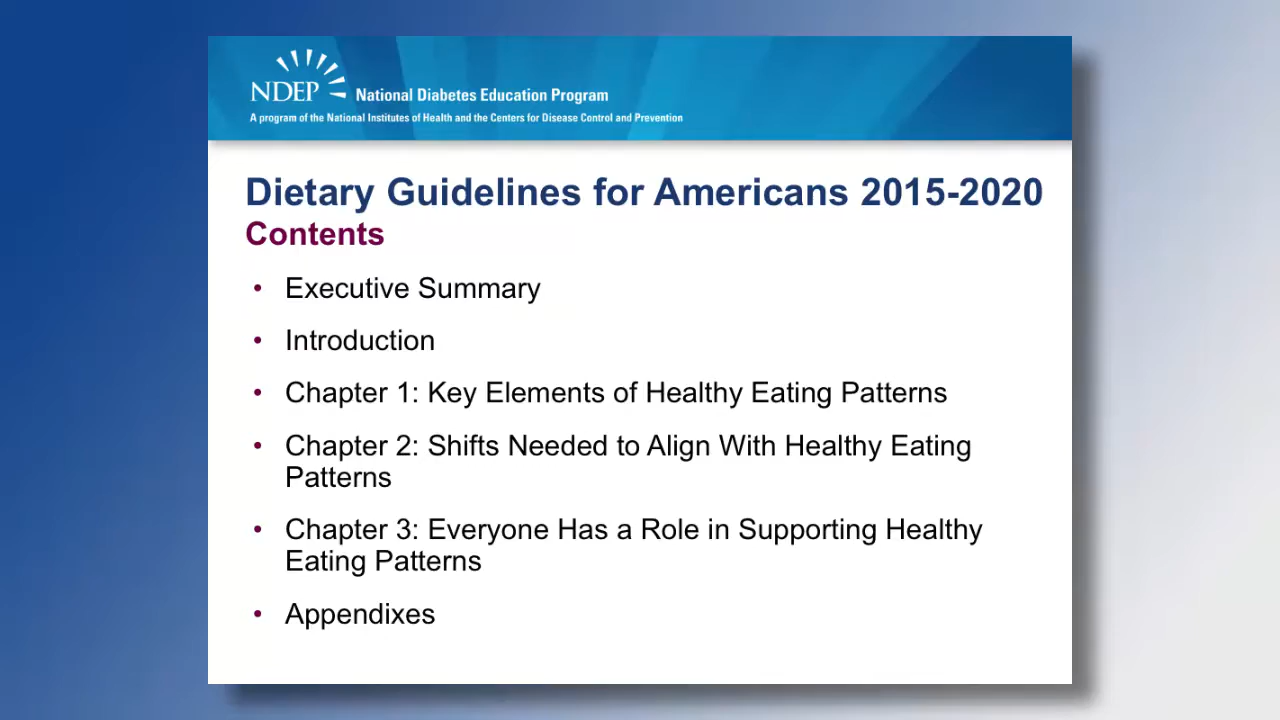 NDEP National Diabetes Education Program
A program of the National Institutes of Health and the Centers for Disease Control and Prevention
Dietary Guidelines for Americans 2015-2020
Contents
• Executive Summary
• Introduction
• Chapter 1: Key Elements of Healthy Eating Patterns
• Chapter 2: Shifts Needed to Align With Healthy Eating
Patterns
• Chapter 3: Everyone Has a Role in Supporting Healthy
Eating Patterns
• Appendixes